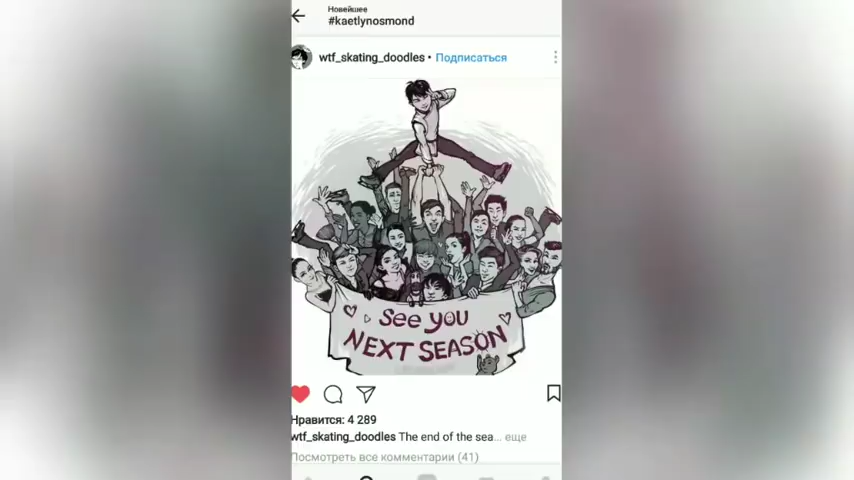 Новейшее
#kaetlynosmond
wtf_skating_doodles • Подписаться
See you
NEXT SEASON
Нравится: 4 289
wtf_skating_doodles The end of the sea... еще
Посмотреть все комментарии (41)